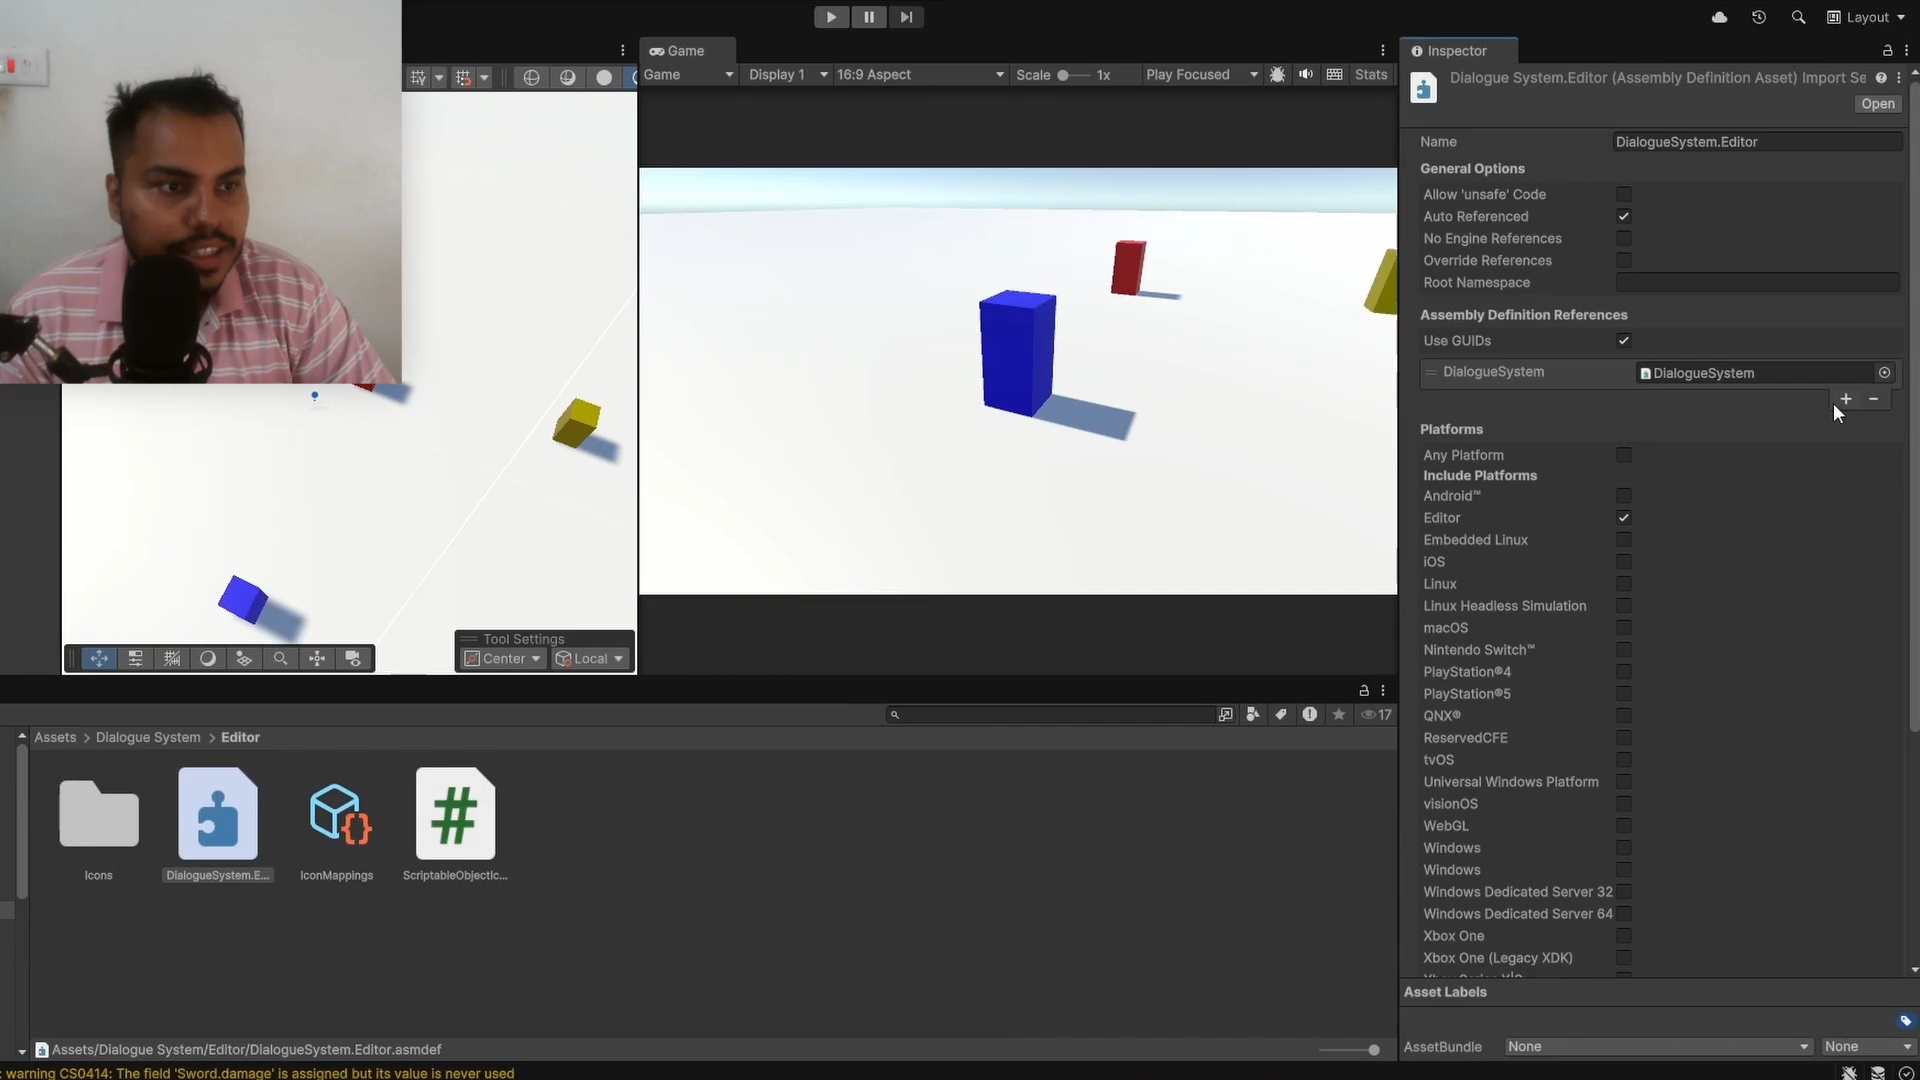 Layout
Game
Inspector
Game Display 1 16:9 Aspect Scale 1x Play Focused Stats
Dialogue System.Editor (Assembly Definition Asset) Import Se
Open
Name DialogueSystem.Editor
General Options
Allow 'unsafe' Code
Auto Referenced
No Engine References
Override References
Root Namespace
Assembly Definition References
Use GUIDs
DialogueSystem DialogueSystem
Platforms
Any Platform
Include Platforms
Android™
Editor
Embedded Linux
iOS
Linux
Linux Headless Simulation
macOS
Nintendo Switch™
PlayStation®4
PlayStation®5
QNX®
ReservedCFE
tvOS
Universal Windows Platform
visionOS
WebGL
Windows
Windows
Windows Dedicated Server 32
Windows Dedicated Server 64
Xbox One
Xbox One (Legacy XDK)
Asset Labels
AssetBundle None None
Tool Settings
Center Local
17
Assets > Dialogue System > Editor
Icons
DialogueSystem.E...
IconMappings
ScriptableObjectIc...
Assets/Dialogue System/Editor/DialogueSystem.Editor.asmdef
: warning CS0414: The field 'Sword.damage' is assigned but its value is never used